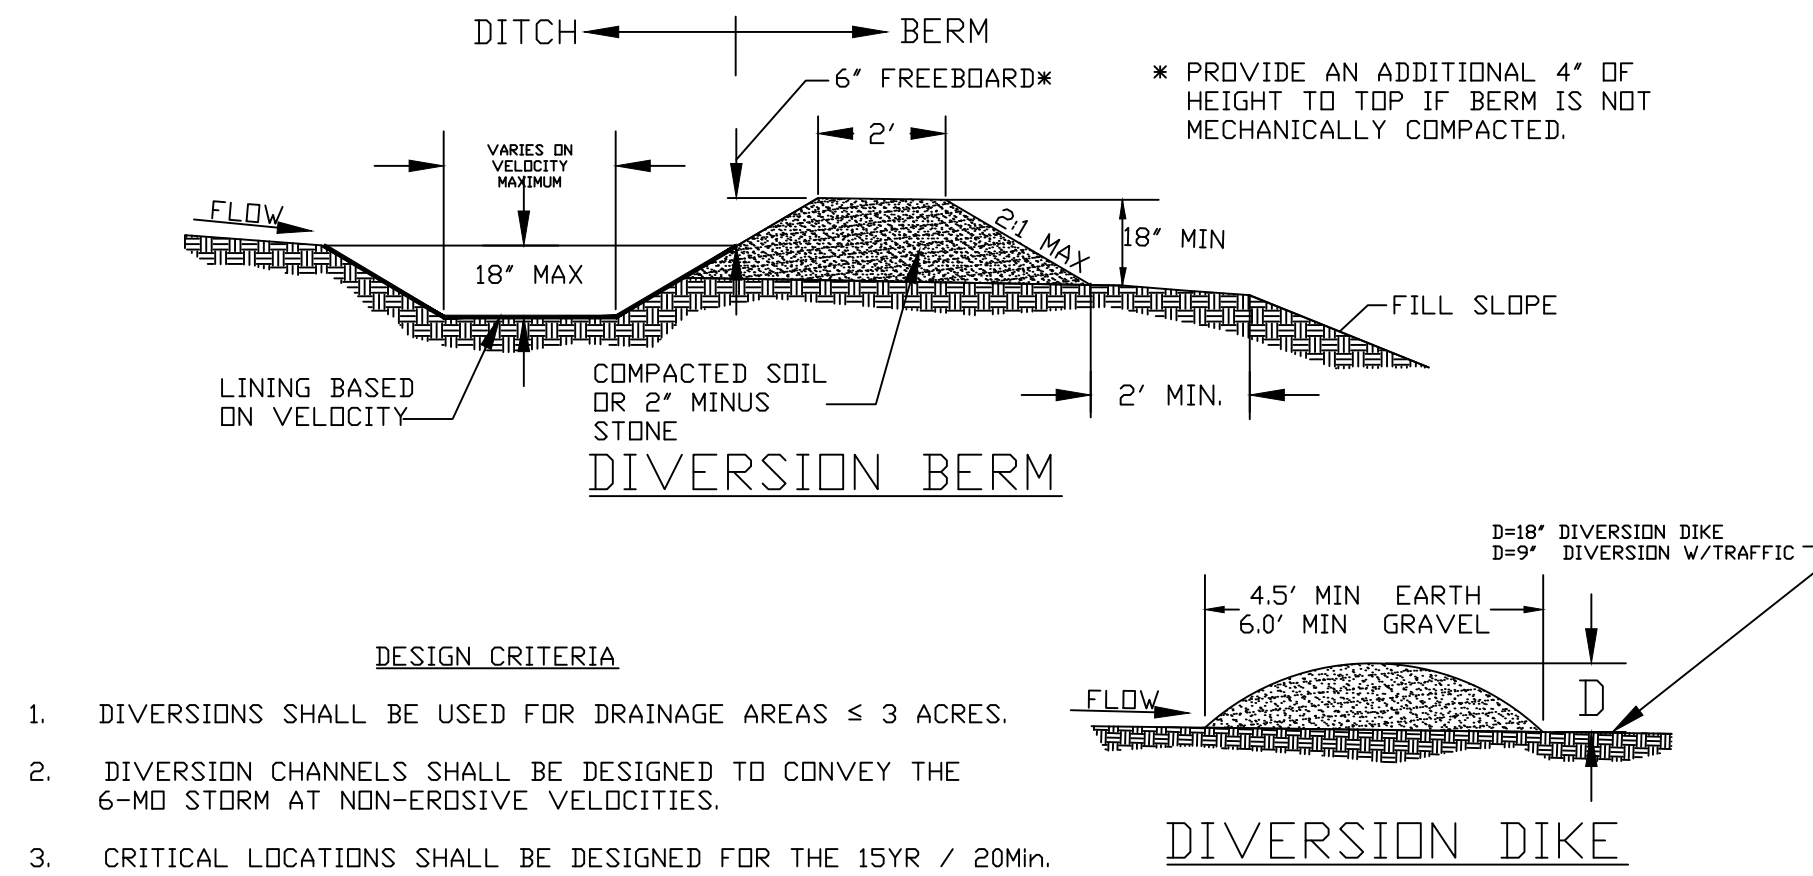 DITCH
BERM
6" FREEBOARD*
* PROVIDE AN ADDITIONAL 4" OF
HEIGHT TO TOP IF BERM IS NOT
MECHANICALLY COMPACTED.
2'
VARIES ON
VELOCITY
MAXIMUM
FLOW
2:1 MAX
18" MIN
18" MAX
FILL SLOPE
LINING BASED
ON VELOCITY
COMPACTED SOIL
OR 2" MINUS
STONE
2' MIN.
DIVERSION BERM
D=18" DIVERSION DIKE
D=9" DIVERSION W/TRAFFIC
4.5' MIN EARTH
6.0' MIN GRAVEL
FLOW
D
DIVERSION DIKE
DESIGN CRITERIA
1. DIVERSIONS SHALL BE USED FOR DRAINAGE AREAS ≤ 3 ACRES.
2. DIVERSION CHANNELS SHALL BE DESIGNED TO CONVEY THE
6-MO STORM AT NON-EROSIVE VELOCITIES.
3. CRITICAL LOCATIONS SHALL BE DESIGNED FOR THE 15YR / 20Min.